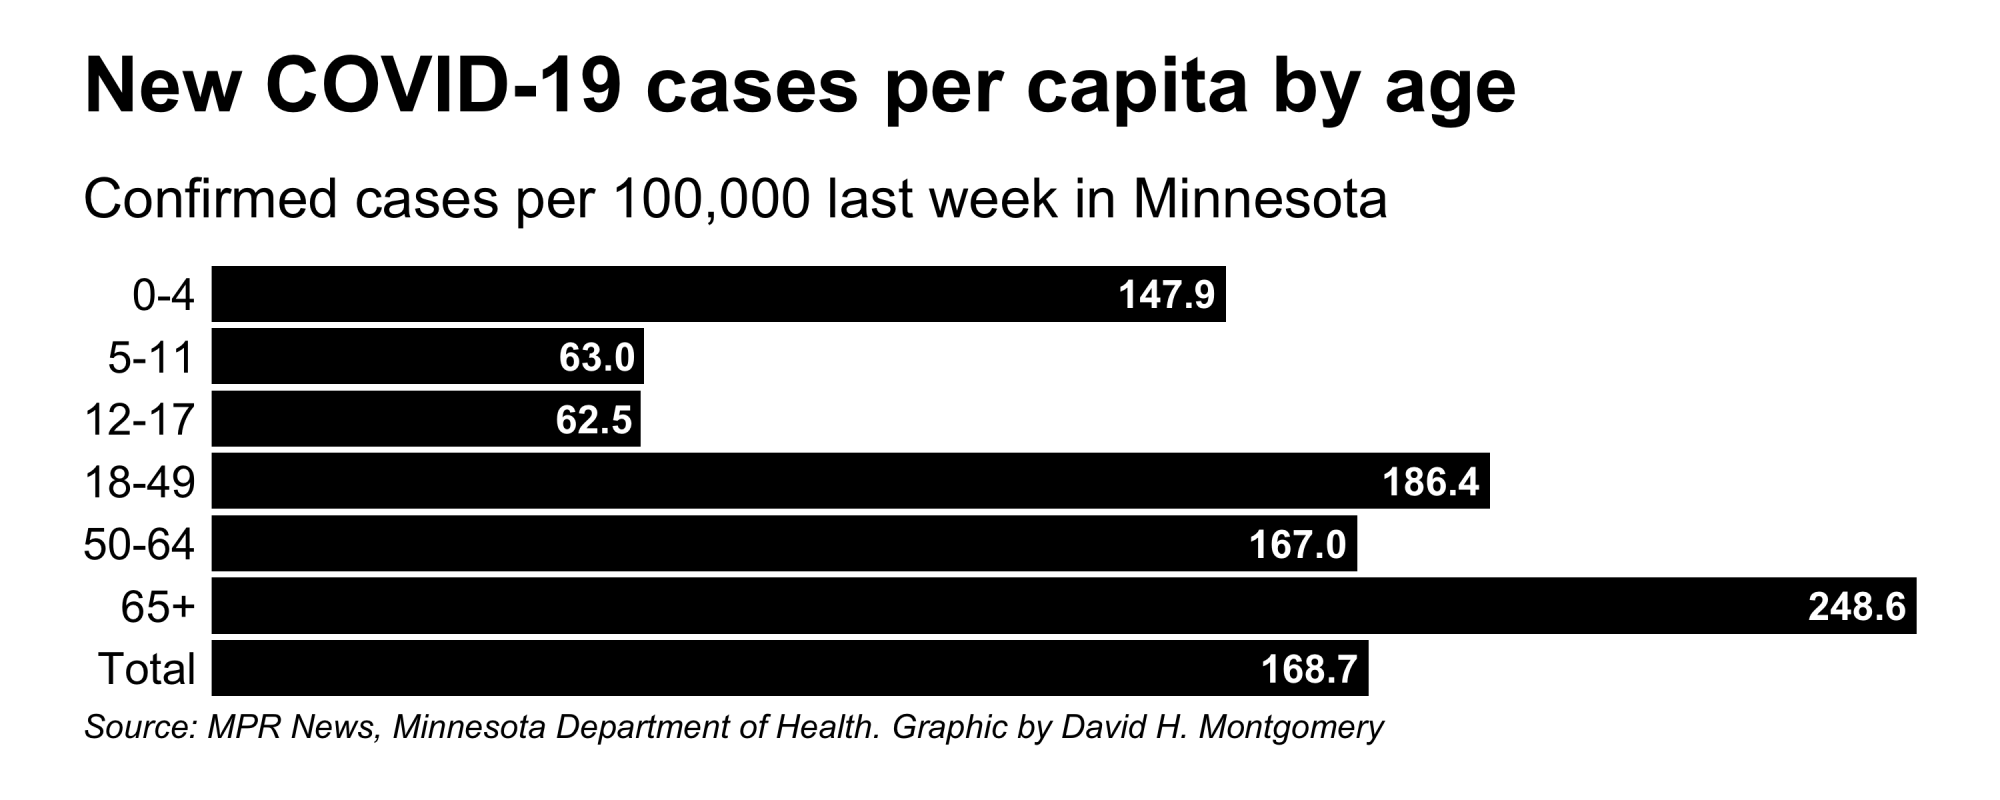 New COVID-19 cases per capita by age
Confirmed cases per 100,000 last week in Minnesota
0-4 147.9
5-11 63.0
12-17 62.5
18-49 186.4
50-64 167.0
65+ 248.6
Total 168.7
Source: MPR News, Minnesota Department of Health. Graphic by David H. Montgomery